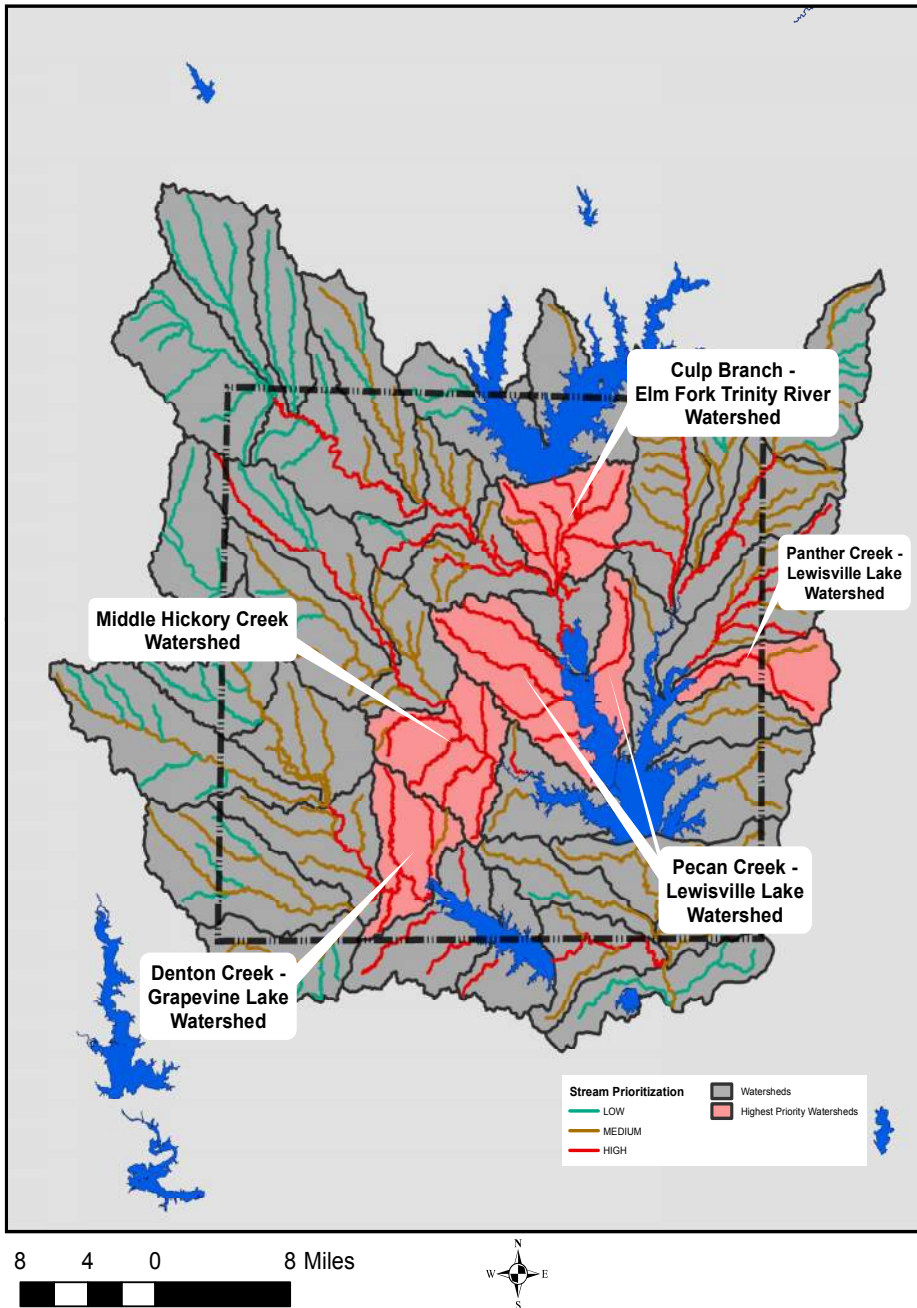 Culp Branch -
Elm Fork Trinity River
Watershed
Panther Creek -
Lewisville Lake
Watershed
Middle Hickory Creek
Watershed
Pecan Creek -
Lewisville Lake
Watershed
Denton Creek -
Grapevine Lake
Watershed
Stream Prioritization
LOW
MEDIUM
HIGH
Watersheds
Highest Priority Watersheds
8 4 0 8 Miles
N
W E
S